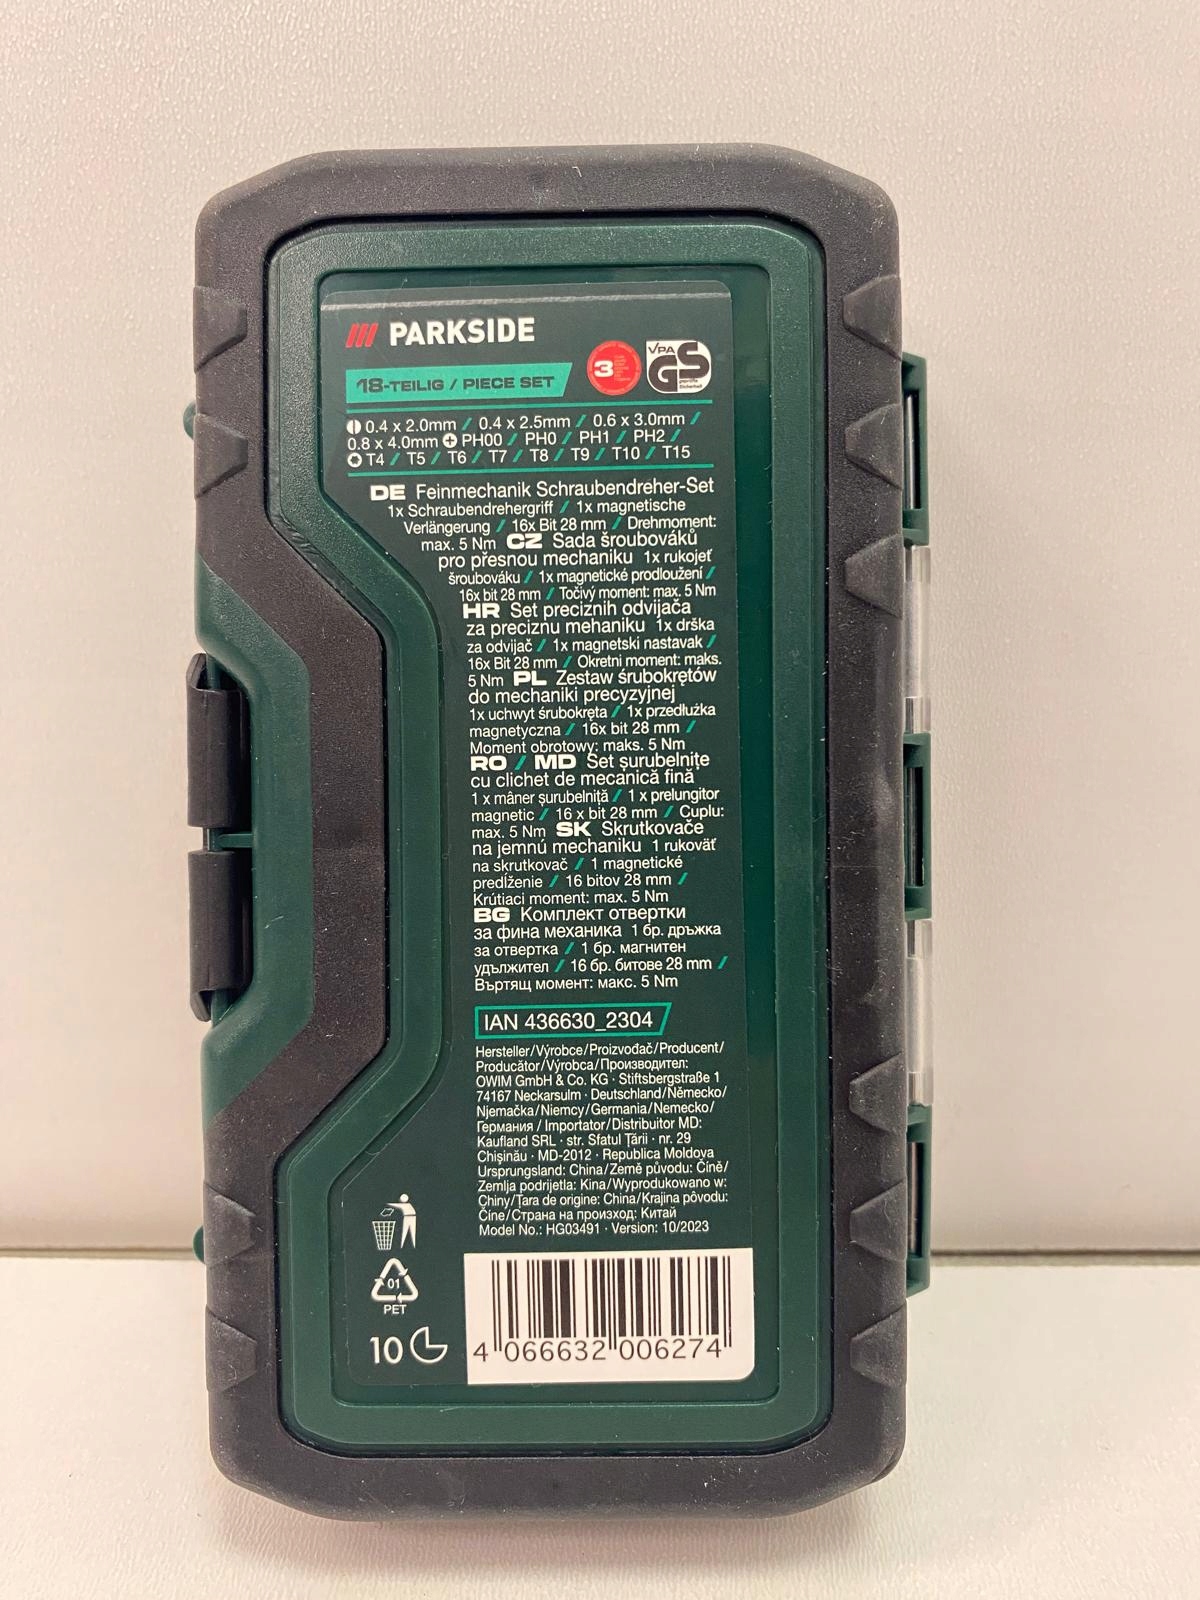 PARKSIDE
18-TEILIG / PIECE SET
3
VPA
GS
geprüfte
Sicherheit
0.4 x 2.0mm / 0.4 x 2.5mm / 0.6 x 3.0mm /
0.8 x 4.0mm PH00 / PH0 / PH1 / PH2 /
T4 / T5 / T6 / T7 / T8 / T9 / T10 / T15
DE Feinmechanik Schraubendreher-Set
1x Schraubendrehergriff / 1x magnetische
Verlängerung / 16x Bit 28 mm / Drehmoment:
max. 5 Nm CZ Sada šroubováků
pro přesnou mechaniku 1x rukojeť
šroubováku / 1x magnetické prodloužení /
16x bit 28 mm / Točivý moment: max. 5 Nm
HR Set preciznih odvijača
za preciznu mehaniku 1x drška
za odvijač / 1x magnetski nastavak /
16x Bit 28 mm / Okretni moment: maks.
5 Nm PL Zestaw śrubokrętów
do mechaniki precyzyjnej
1x uchwyt śrubokręta / 1x przedłużka
magnetyczna / 16x bit 28 mm /
Moment obrotowy: maks. 5 Nm
RO / MD Set șurubelnițe
cu clichet de mecanică fină
1 x mâner șurubelniță / 1 x prelungitor
magnetic / 16 x bit 28 mm / Cuplu:
max. 5 Nm SK Skrutkovače
na jemnú mechaniku 1 rukoväť
na skrutkovač / 1 magnetické
predĺženie / 16 bitov 28 mm /
Krútiaci moment: max. 5 Nm
BG Комплект отвертки
за фина механика 1 бр. дръжка
за отвертка / 1 бр. магнитен
удължител / 16 бр. битове 28 mm /
Въртящ момент: макс. 5 Nm
IAN 436630_2304
Hersteller/Výrobce/Proizvođač/Producent/
Producător/Výrobca/Производител:
OWIM GmbH & Co. KG · Stiftsbergstraße 1
74167 Neckarsulm · Deutschland/Německo/
Njemačka/Niemcy/Germania/Nemecko/
Германия / Importator/Distribuitor MD:
Kaufland SRL · str. Sfatul Țării · nr. 29
Chișinău · MD-2012 · Republica Moldova
Ursprungsland: China/Země původu: Číně/
Zemlja podrijetla: Kina/Wyprodukowano w:
Chiny/Țara de origine: China/Krajina pôvodu:
Číne/Страна на произход: Китай
Model No.: HG03491 · Version: 10/2023
01
PET
10
4 066632 006274